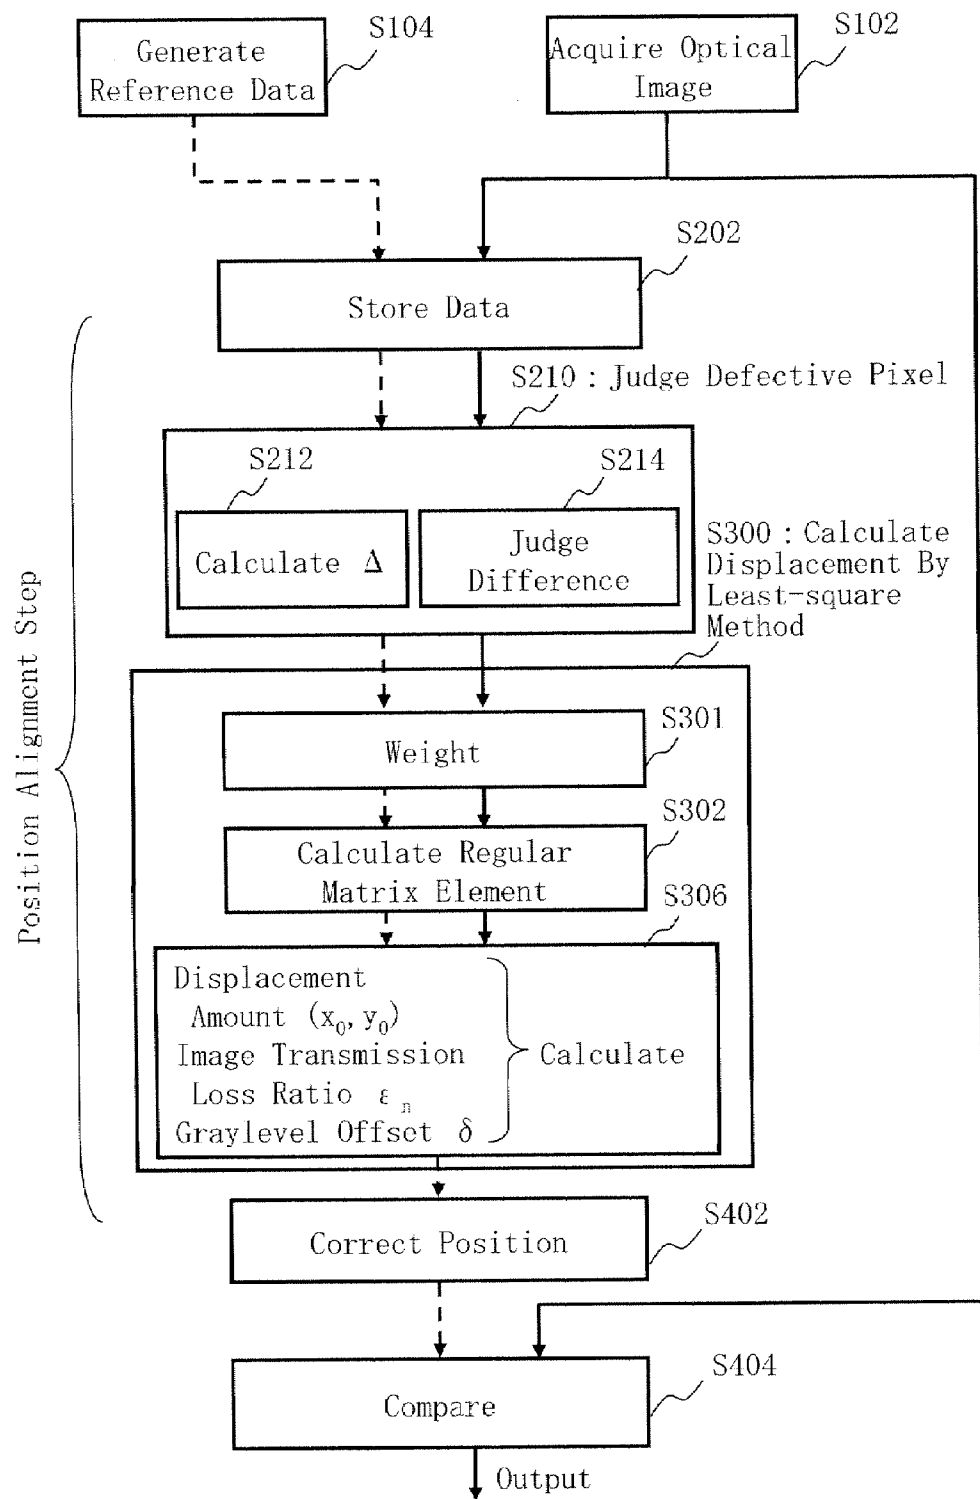 S104
Generate
Reference Data
S102
Acquire Optical
Image
S202
Store Data
S210 : Judge Defective Pixel
S212
Calculate Δ
S214
Judge
Difference
S300 : Calculate
Displacement By
Least-square
Method
S301
Weight
S302
Calculate Regular
Matrix Element
S306
Displacement
Amount (x₀, y₀)
Image Transmission
Loss Ratio εₙ
Graylevel Offset δ
Calculate
Position Alignment Step
S402
Correct Position
S404
Compare
Output